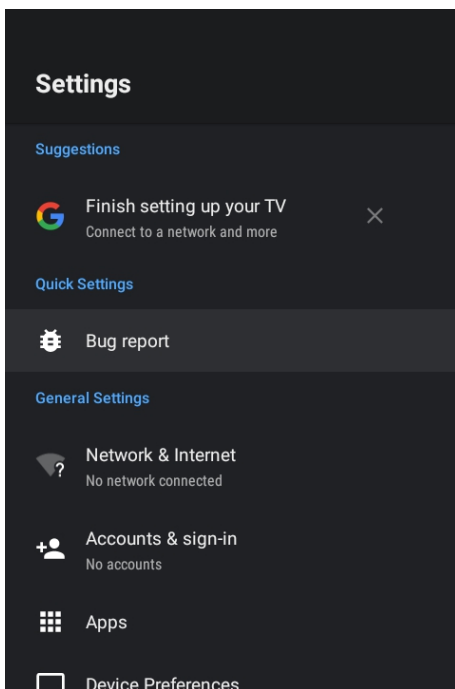 Settings
Suggestions
Finish setting up your TV
Connect to a network and more
Quick Settings
Bug report
General Settings
Network & Internet
No network connected
Accounts & sign-in
No accounts
Apps
Device Preferences